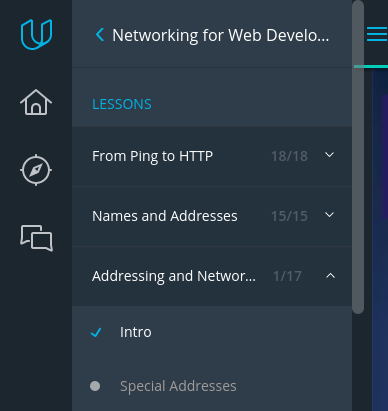 Networking for Web Develo...
LESSONS
From Ping to HTTP 18/18
Names and Addresses 15/15
Addressing and Networ... 1/17
Intro
Special Addresses